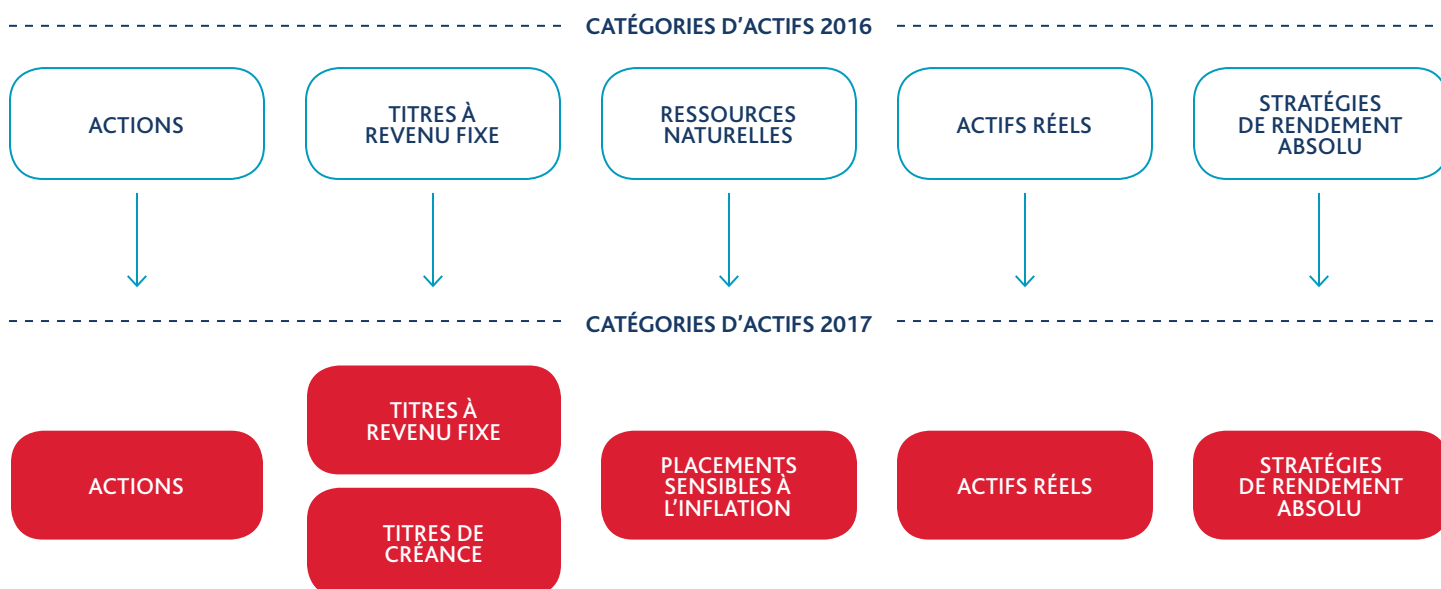 CATÉGORIES D'ACTIFS 2016
ACTIONS
TITRES À
REVENU FIXE
RESSOURCES
NATURELLES
ACTIFS RÉELS
STRATÉGIES
DE RENDEMENT
ABSOLU
CATÉGORIES D'ACTIFS 2017
ACTIONS
TITRES À
REVENU FIXE
TITRES DE
CRÉANCE
PLACEMENTS
SENSIBLES À
L’INFLATION
ACTIFS RÉELS
STRATÉGIES
DE RENDEMENT
ABSOLU